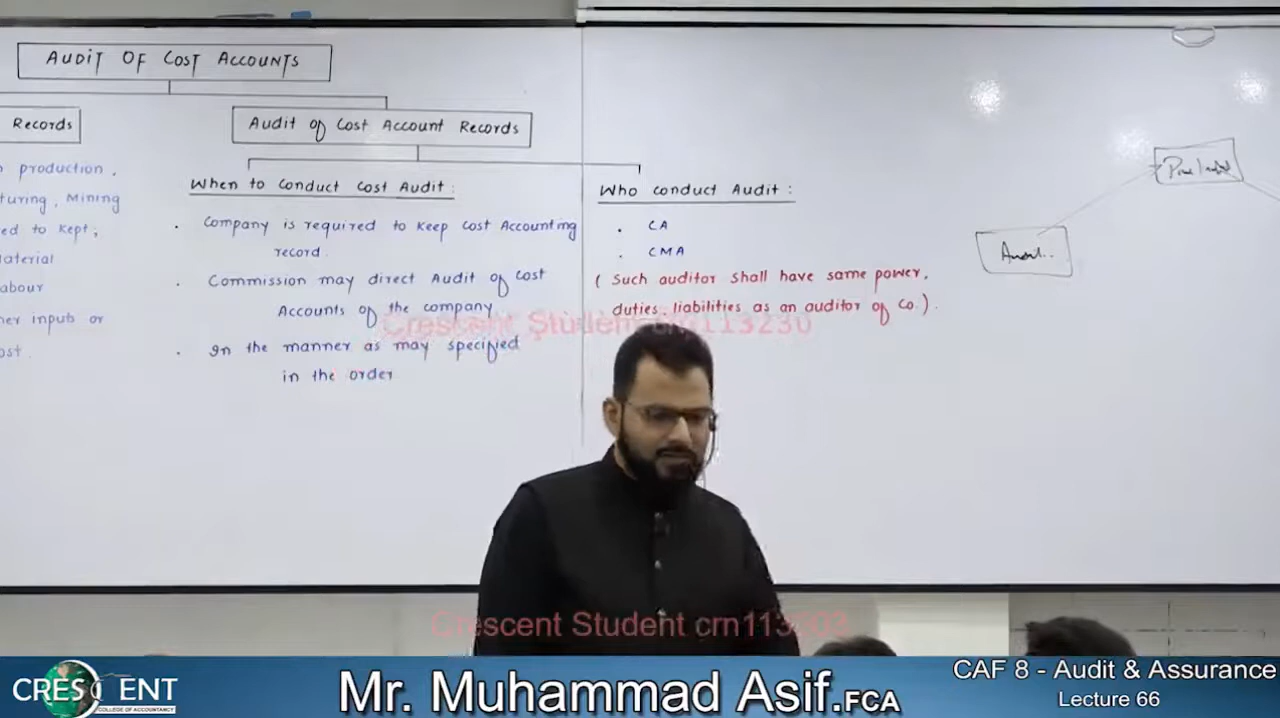 AUDIT OF COST ACCOUNTS
Records
Audit of Cost Account Records
production.
Mining
ed to kept;
aterial
abour
her inputs or
ost.
When to conduct Cost Audit:
. Company is required to keep Cost Accounting
record.
. Commission may direct Audit of Cost
Accounts of the company
. In the manner as may specified
in the order
Who conduct Audit:
. CA
. CMA
( Such auditor shall have same power,
duties, liabilities as an auditor of Co.).
Crescent Student crn113230
Crescent Student crn113003
CRESCENT
COLLEGE OF ACCOUNTANCY
Mr. Muhammad Asif.FCA
CAF 8 - Audit & Assurance
Lecture 66